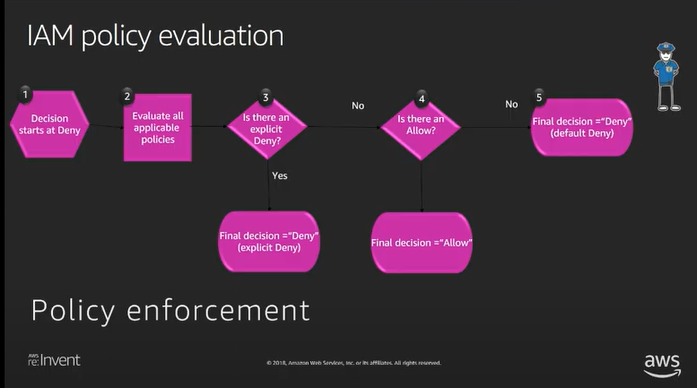 IAM policy evaluation
1
Decision
starts at Deny
2
Evaluate all
applicable
policies
3
Is there an
explicit
Deny?
No
4
Is there an
Allow?
No
5
Final decision ="Deny"
(default Deny)
Yes
Final decision ="Deny"
(explicit Deny)
Final decision ="Allow"
Policy enforcement
AWS
re:Invent
© 2018, Amazon Web Services, Inc. or its affiliates. All rights reserved.
aws